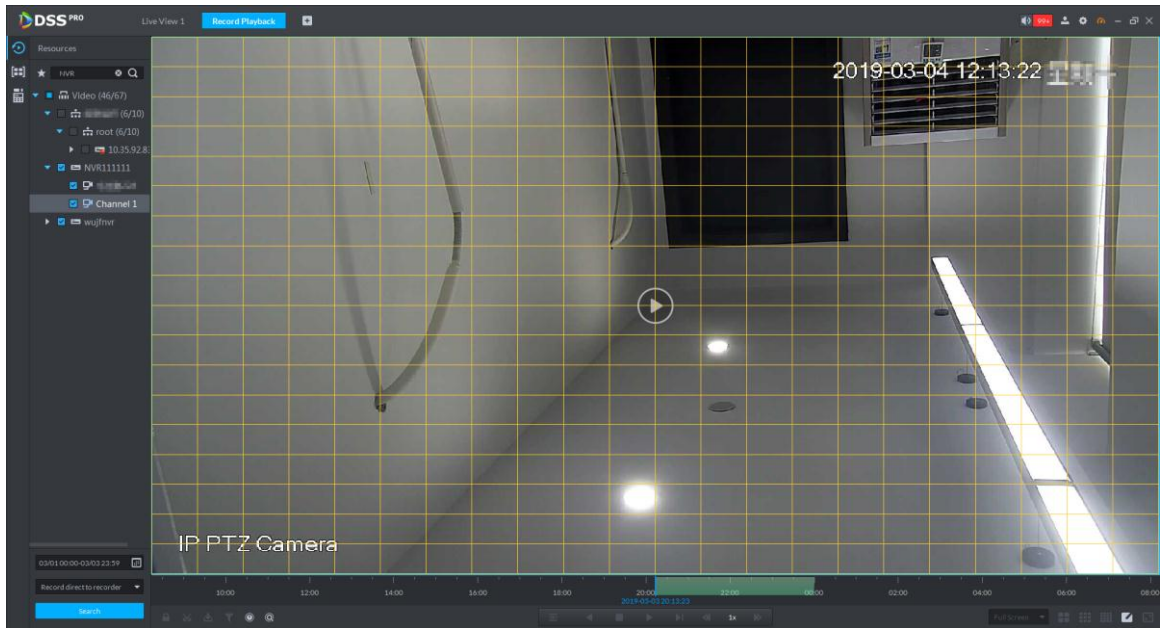 DSS PRO
Live View 1
Record Playback
99+
Resources
NVR
Video (46/67)
(6/10)
root (6/10)
10.35.92.8
NVR111111
Channel 1
wujfnvr
2019-03-04 12:13:22
IP PTZ Camera
03/01 00:00-03/03 23:59
Record direct to recorder
Search
10:00 12:00 14:00 16:00 18:00 20:00 22:00 00:00 02:00 04:00 06:00 08:00
2019-03-03 20:13:23
1x
Full Screen